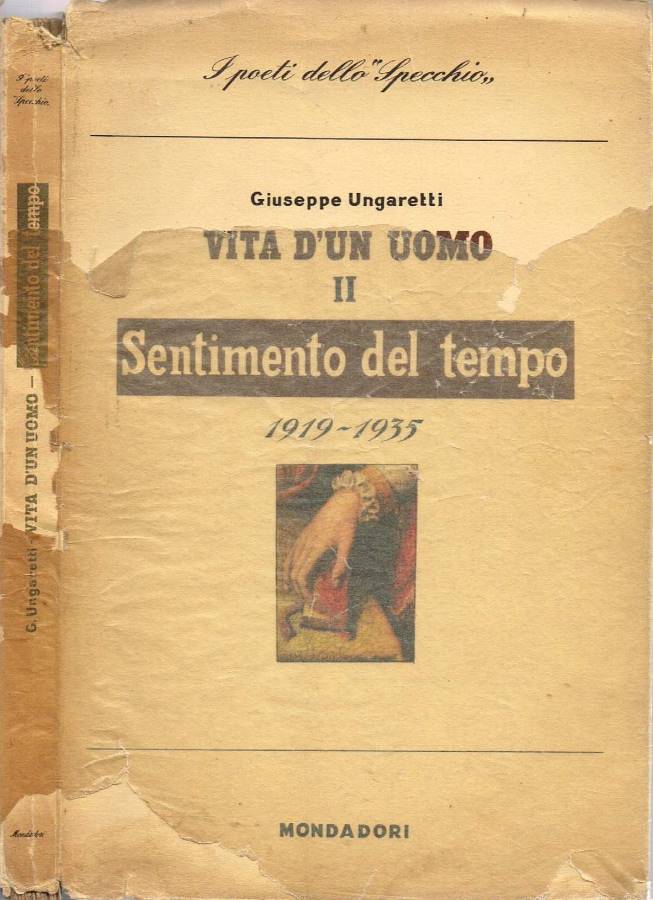 I poeti dello "Specchio„
Giuseppe Ungaretti
VITA D'UN UOMO
II
Sentimento del tempo
1919-1935
MONDADORI
I poeti
dello
"Specchio„
G. Ungaretti - VITA D'UN UOMO - Sentimento del tempo
Mondadori